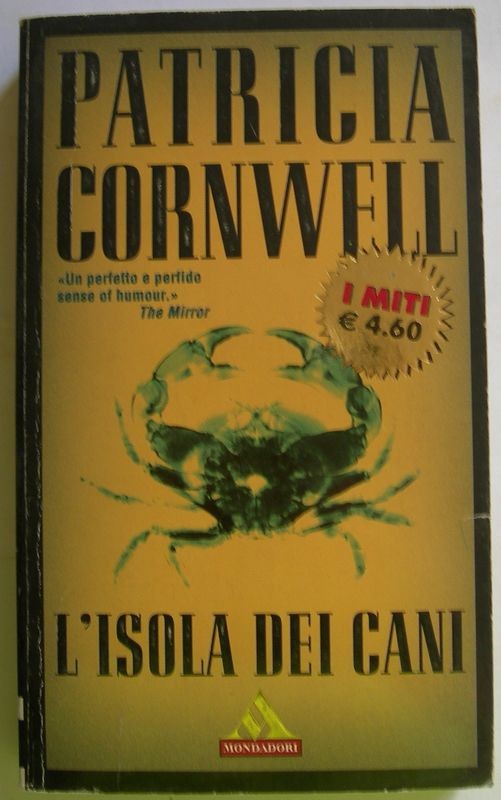 PATRICIA
CORNWELL
«Un perfetto e perfido
sense of humour.»
The Mirror
I MITI
€ 4.60
L'ISOLA DEI CANI
MONDADORI